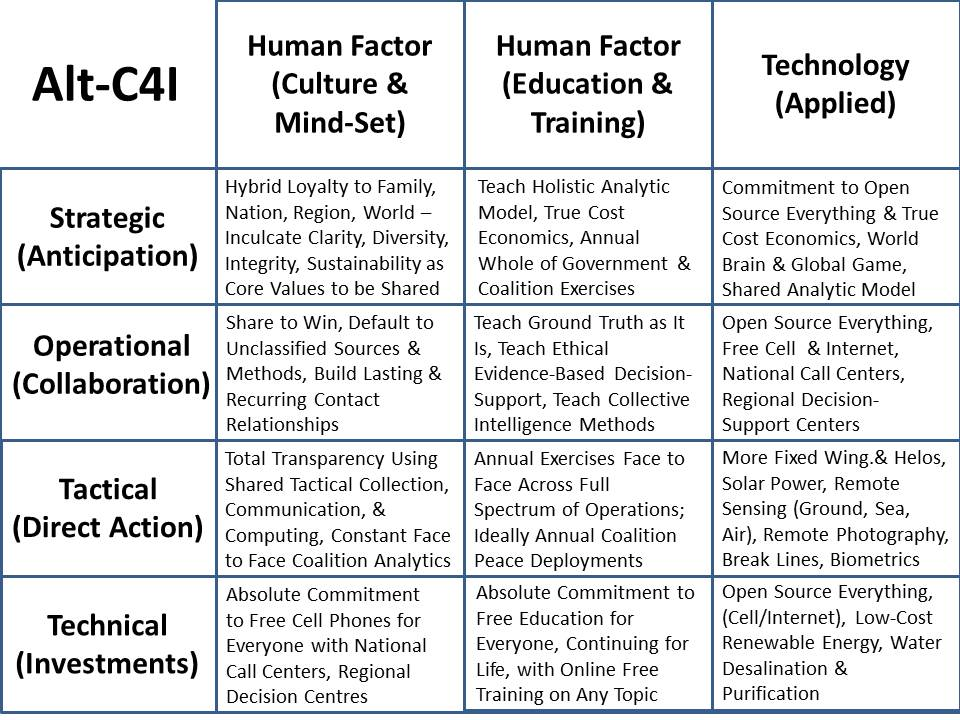 Alt-C4I
Human Factor
(Culture &
Mind-Set)
Human Factor
(Education &
Training)
Technology
(Applied)
Strategic
(Anticipation)
Hybrid Loyalty to Family,
Nation, Region, World –
Inculcate Clarity, Diversity,
Integrity, Sustainability as
Core Values to be Shared
Teach Holistic Analytic
Model, True Cost
Economics, Annual
Whole of Government &
Coalition Exercises
Commitment to Open
Source Everything & True
Cost Economics, World
Brain & Global Game,
Shared Analytic Model
Operational
(Collaboration)
Share to Win, Default to
Unclassified Sources &
Methods, Build Lasting &
Recurring Contact
Relationships
Teach Ground Truth as It
Is, Teach Ethical
Evidence-Based Decision-
Support, Teach Collective
Intelligence Methods
Open Source Everything,
Free Cell & Internet,
National Call Centers,
Regional Decision-
Support Centers
Tactical
(Direct Action)
Total Transparency Using
Shared Tactical Collection,
Communication, &
Computing, Constant Face
to Face Coalition Analytics
Annual Exercises Face to
Face Across Full
Spectrum of Operations;
Ideally Annual Coalition
Peace Deployments
More Fixed Wing.& Helos,
Solar Power, Remote
Sensing (Ground, Sea,
Air), Remote Photography,
Break Lines, Biometrics
Technical
(Investments)
Absolute Commitment
to Free Cell Phones for
Everyone with National
Call Centers, Regional
Decision Centres
Absolute Commitment to
Free Education for
Everyone, Continuing for
Life, with Online Free
Training on Any Topic
Open Source Everything,
(Cell/Internet), Low-Cost
Renewable Energy, Water
Desalination &
Purification